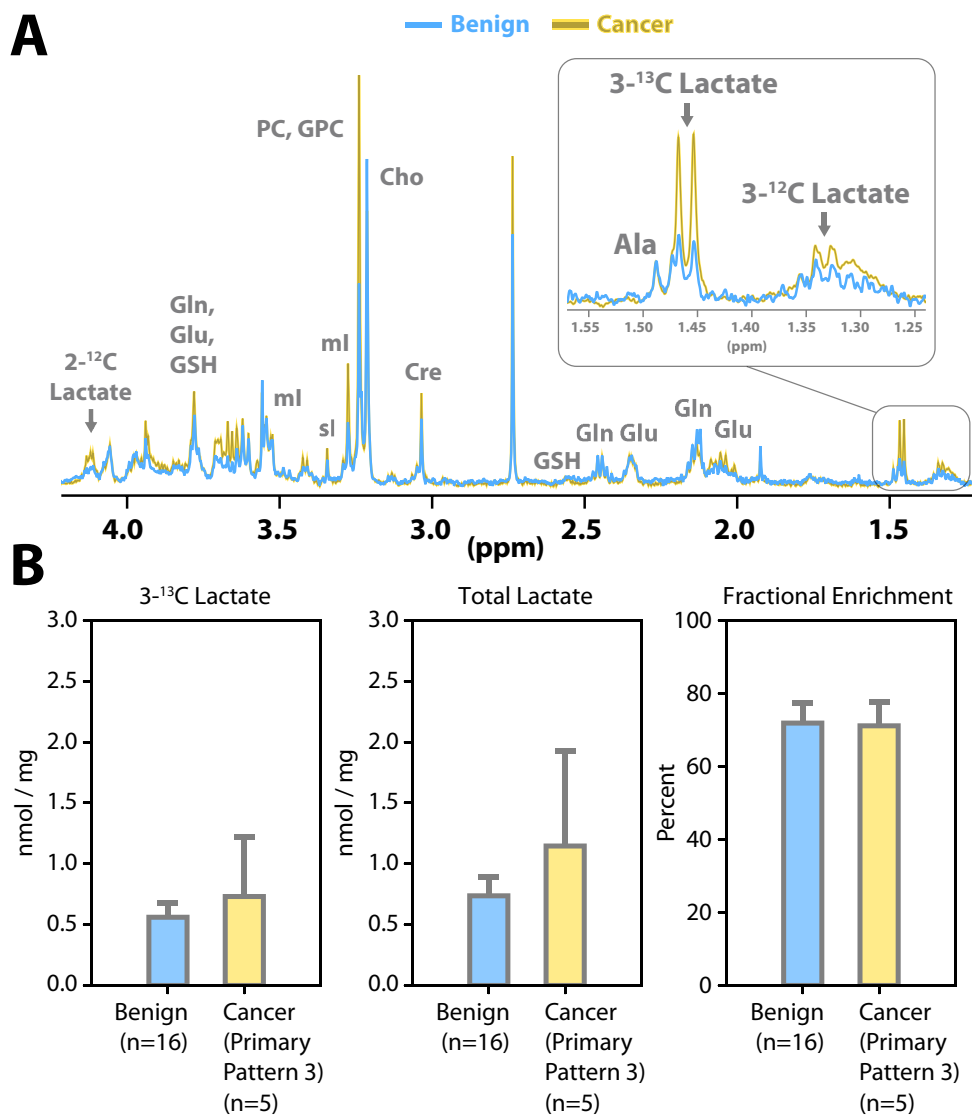 A
Benign
Cancer
PC, GPC
Cho
Gln,
Glu,
GSH
2-¹²C
Lactate
mI
sI
mI
Cre
GSH
Gln
Glu
Gln
Glu
3-¹³C Lactate
3-¹²C Lactate
Ala
1.55 1.50 1.45 1.40 1.35 1.30 1.25
(ppm)
4.0 3.5 3.0 2.5 2.0 1.5
(ppm)
B
3-¹³C Lactate
nmol / mg
3.0
2.5
2.0
1.5
1.0
0.5
0.0
Benign
(n=16)
Cancer
(Primary
Pattern 3)
(n=5)
Total Lactate
nmol / mg
3.0
2.5
2.0
1.5
1.0
0.5
0.0
Benign
(n=16)
Cancer
(Primary
Pattern 3)
(n=5)
Fractional Enrichment
Percent
100
80
60
40
20
0
Benign
(n=16)
Cancer
(Primary
Pattern 3)
(n=5)